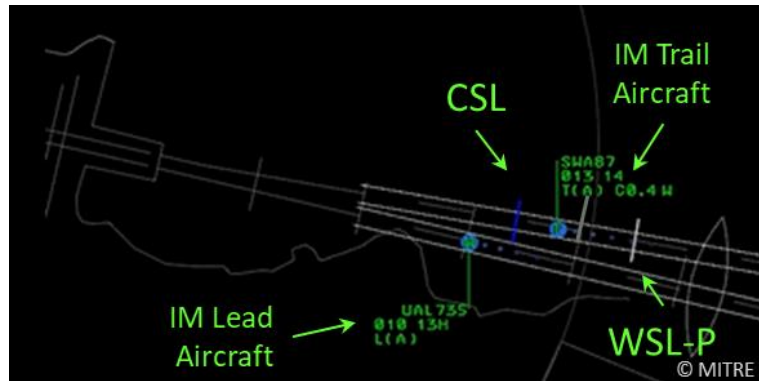 IM Trail
Aircraft
CSL
SWA87
013 14
T(A) C0.4 W
UAL735
010 13H
L(A)
IM Lead
Aircraft
WSL-P
© MITRE